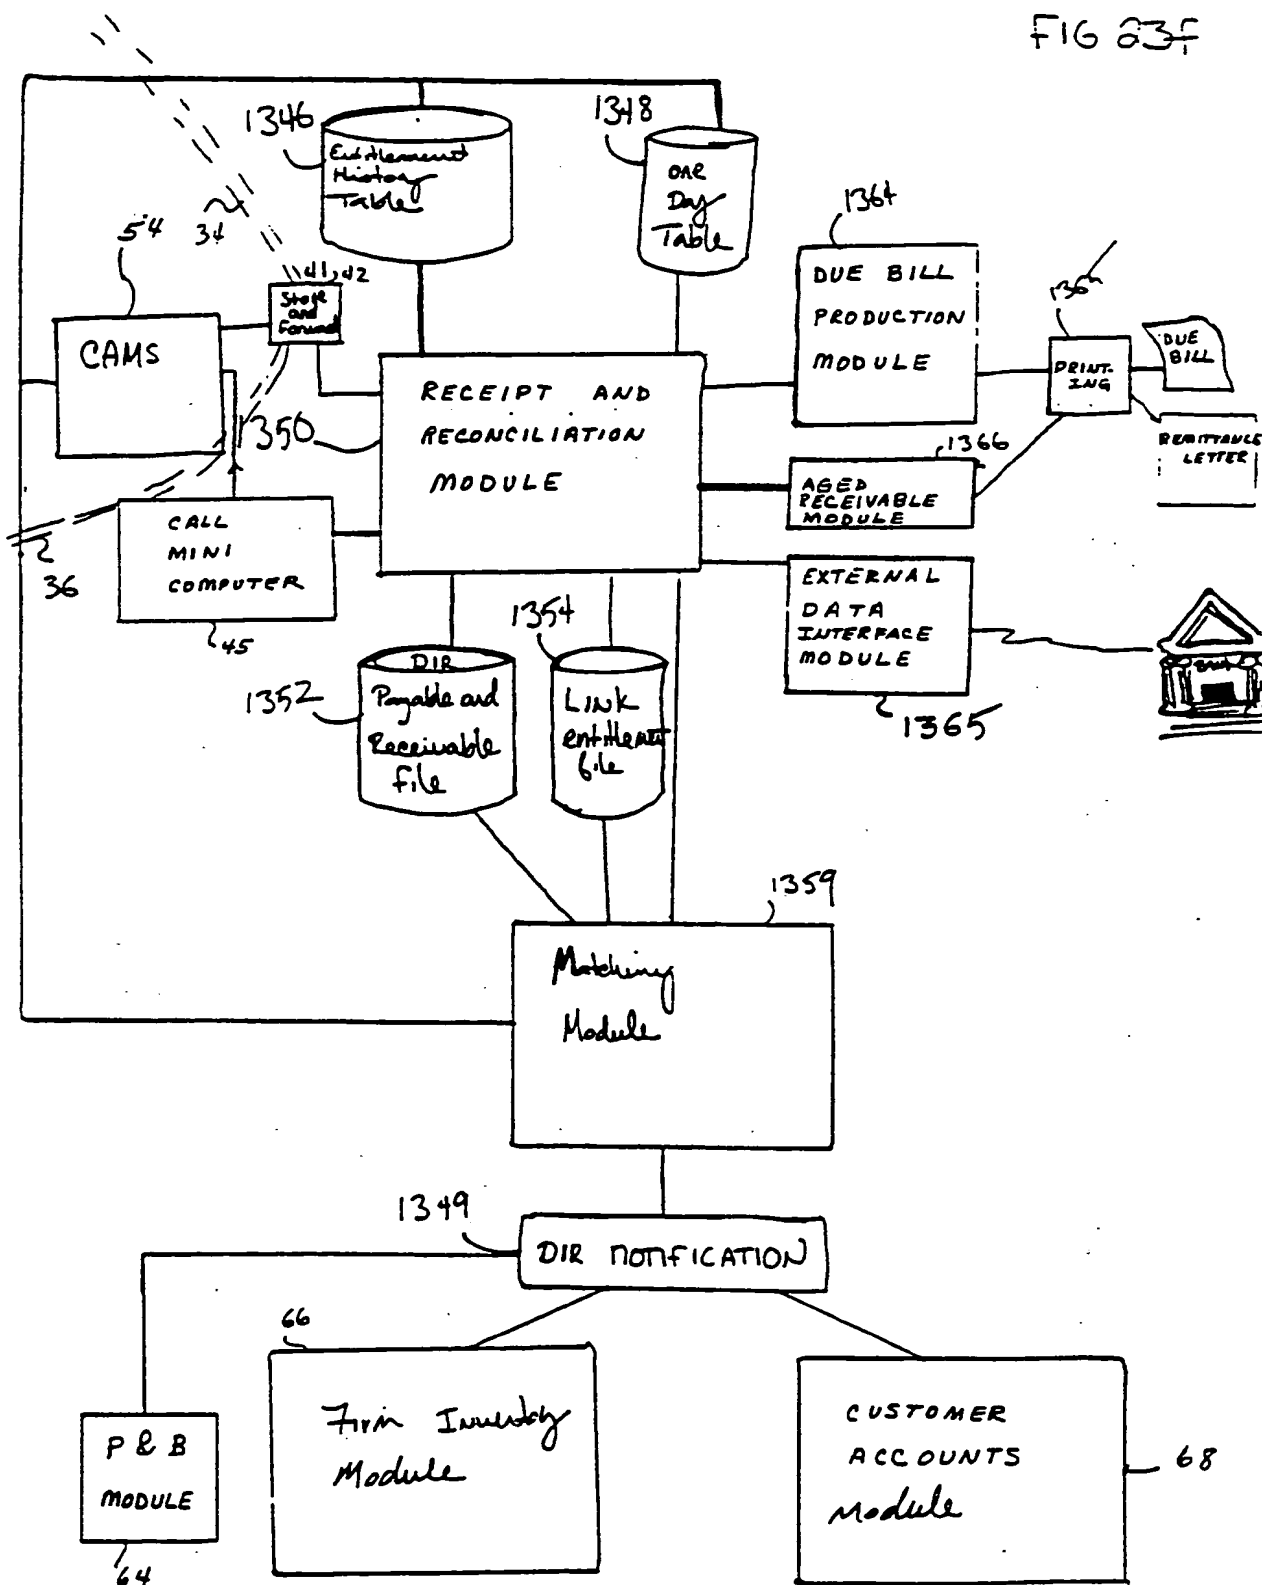 FIG 23f
1346
1348
Entitlement
History
Table
one
Day
Table
1364
54
34
41, 42
Store
and
Forward
DUE BILL
PRODUCTION
MODULE
CAMS
PRINT-
ING
DUE
BILL
RECEIPT AND
RECONCILIATION
MODULE
1350
REMITTANCE
LETTER
1366
AGED
RECEIVABLE
MODULE
CALL
MINI
COMPUTER
36
45
EXTERNAL
DATA
INTERFACE
MODULE
1365
1354
1352
DIR
Payable and
Receivable
File
LINK
entitlement
file
1359
Matching
Module
1349
DIR NOTIFICATION
66
Firm Inventory
Module
CUSTOMER
ACCOUNTS
Module
68
P & B
MODULE
64